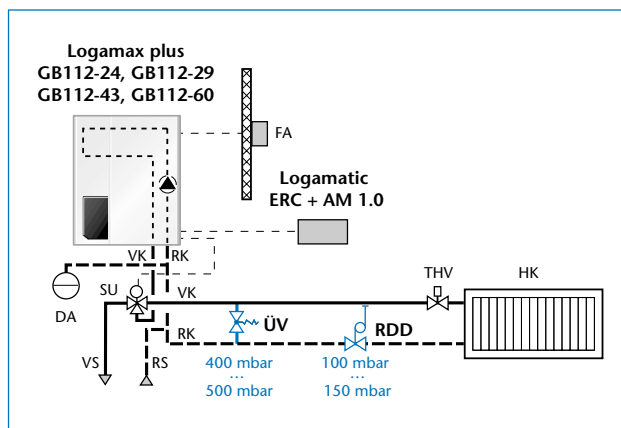 Logamax plus
GB112-24, GB112-29
GB112-43, GB112-60
FA
Logamatic
ERC + AM 1.0
VK RK
SU
DA
VK
THV
HK
ÜV
RDD
RK
VS
RS
400 mbar
...
500 mbar
100 mbar
...
150 mbar